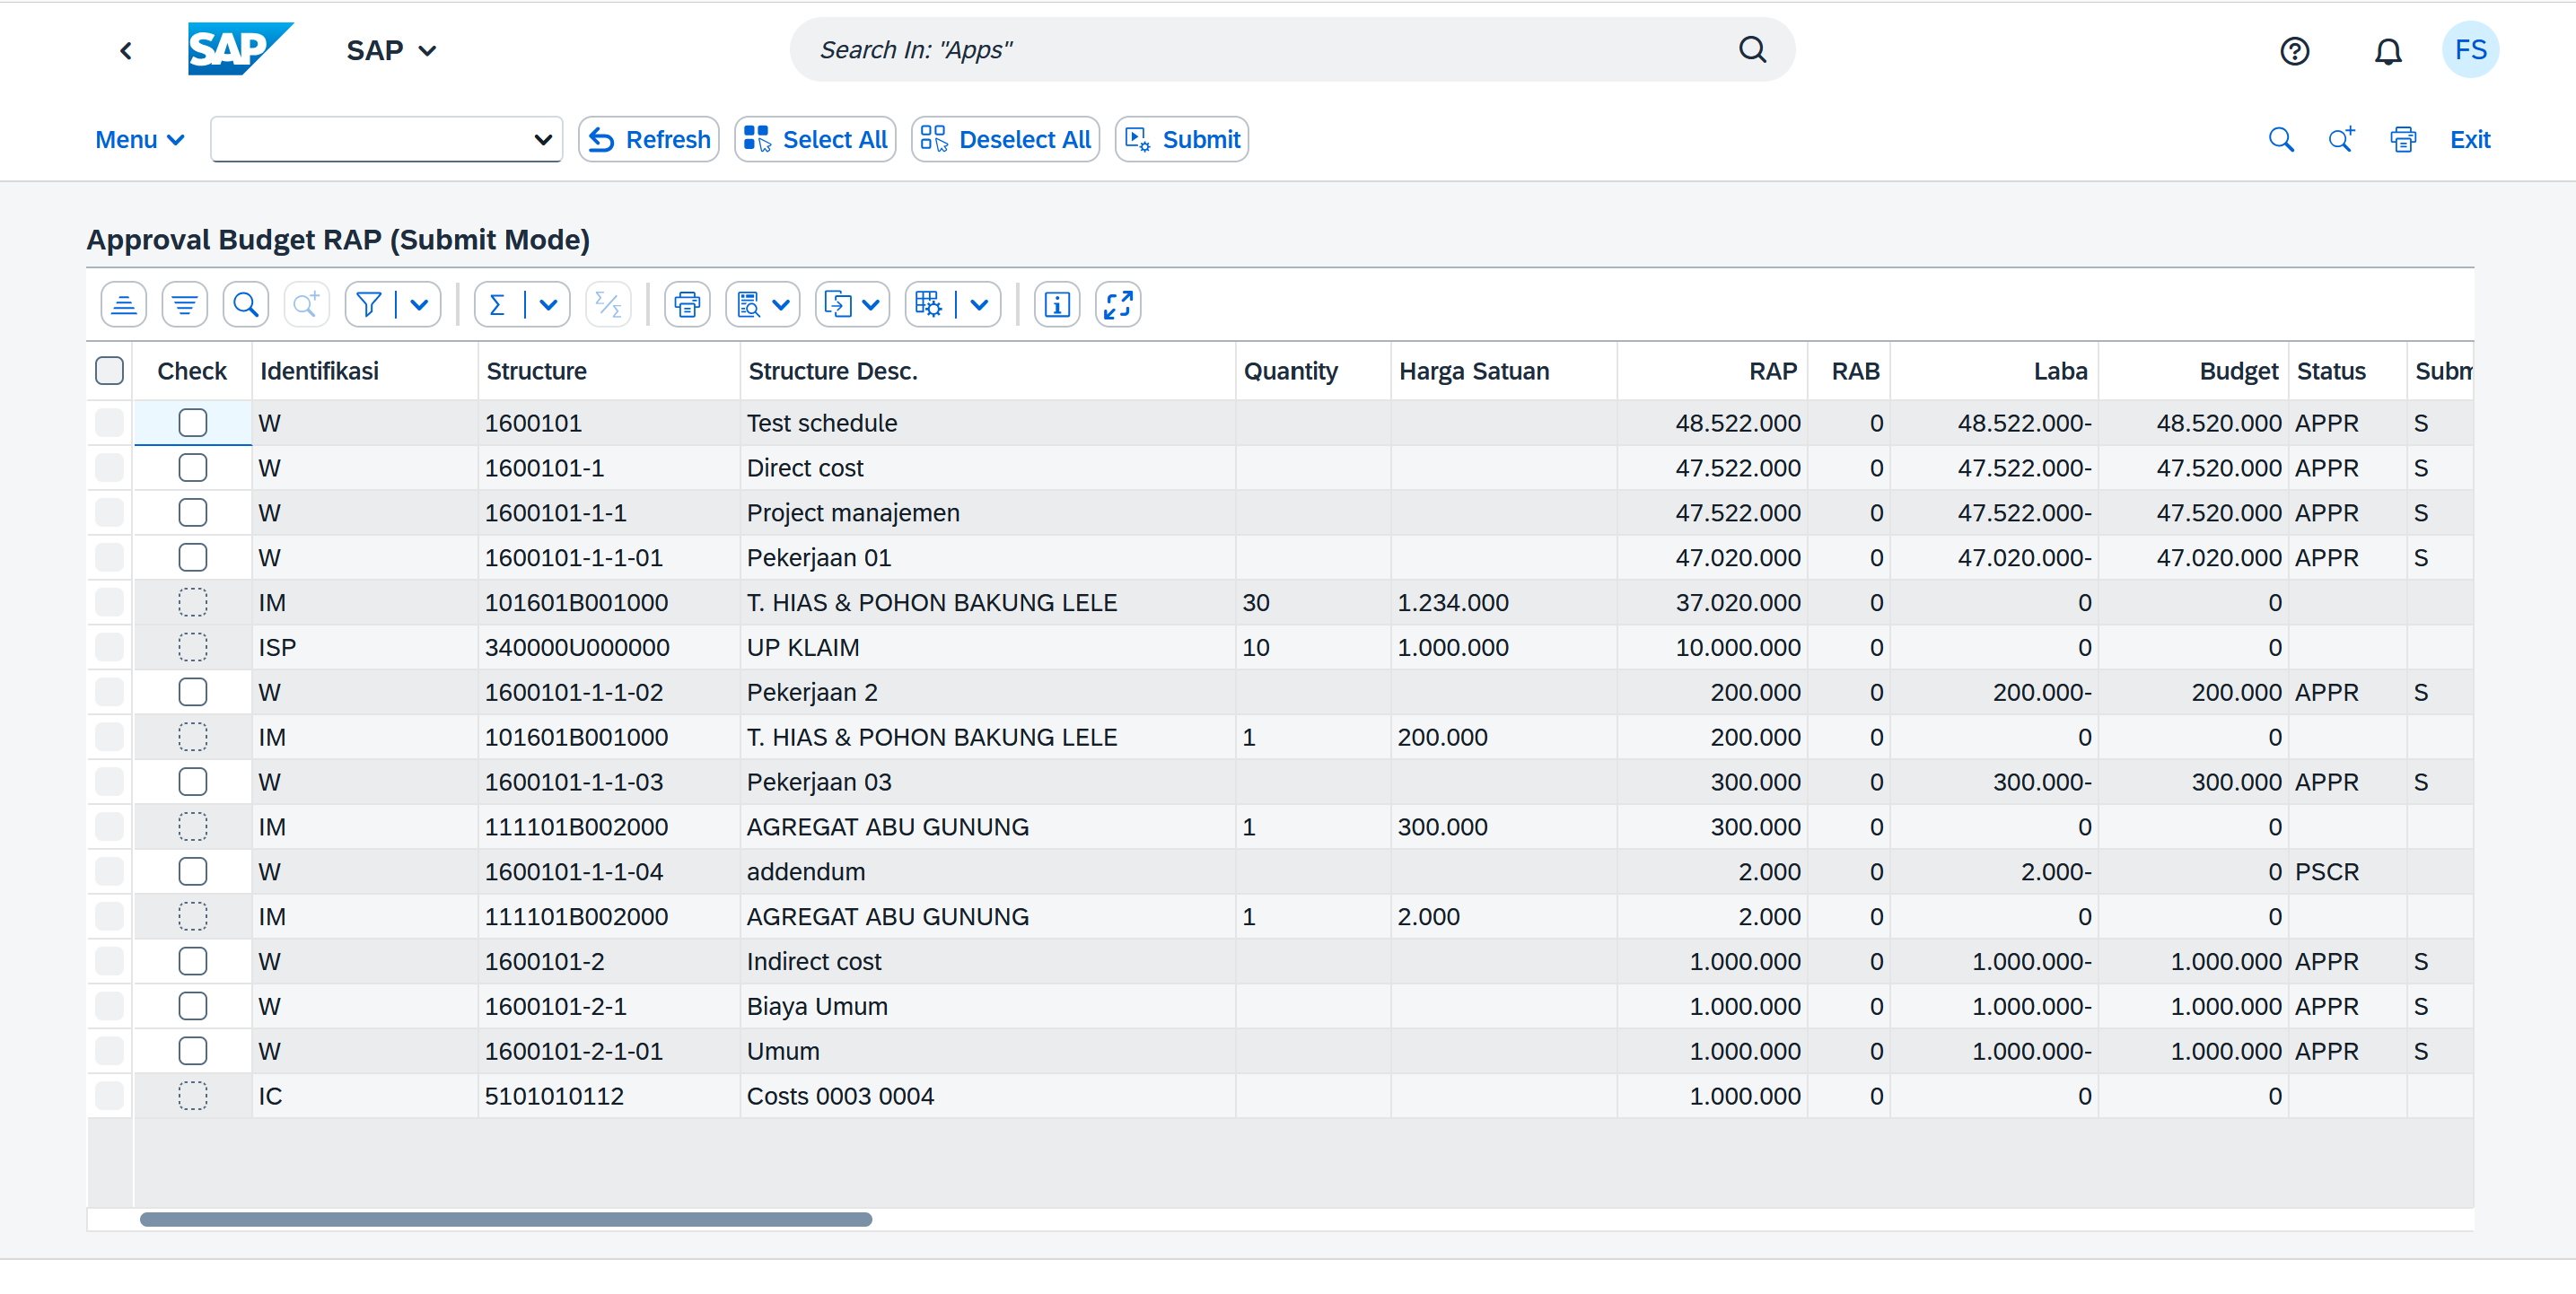 SAP SAP Search In: "Apps" FS
Menu Refresh Select All Deselect All Submit Exit
Approval Budget RAP (Submit Mode)
Check Identifikasi Structure Structure Desc. Quantity Harga Satuan RAP RAB Laba Budget Status Subm
W 1600101 Test schedule 48.522.000 0 48.522.000- 48.520.000 APPR S
W 1600101-1 Direct cost 47.522.000 0 47.522.000- 47.520.000 APPR S
W 1600101-1-1 Project manajemen 47.522.000 0 47.522.000- 47.520.000 APPR S
W 1600101-1-1-01 Pekerjaan 01 47.020.000 0 47.020.000- 47.020.000 APPR S
IM 101601B001000 T. HIAS & POHON BAKUNG LELE 30 1.234.000 37.020.000 0 0 0
ISP 340000U000000 UP KLAIM 10 1.000.000 10.000.000 0 0 0
W 1600101-1-1-02 Pekerjaan 2 200.000 0 200.000- 200.000 APPR S
IM 101601B001000 T. HIAS & POHON BAKUNG LELE 1 200.000 200.000 0 0 0
W 1600101-1-1-03 Pekerjaan 03 300.000 0 300.000- 300.000 APPR S
IM 111101B002000 AGREGAT ABU GUNUNG 1 300.000 300.000 0 0 0
W 1600101-1-1-04 addendum 2.000 0 2.000- 0 PSCR
IM 111101B002000 AGREGAT ABU GUNUNG 1 2.000 2.000 0 0 0
W 1600101-2 Indirect cost 1.000.000 0 1.000.000- 1.000.000 APPR S
W 1600101-2-1 Biaya Umum 1.000.000 0 1.000.000- 1.000.000 APPR S
W 1600101-2-1-01 Umum 1.000.000 0 1.000.000- 1.000.000 APPR S
IC 5101010112 Costs 0003 0004 1.000.000 0 0 0